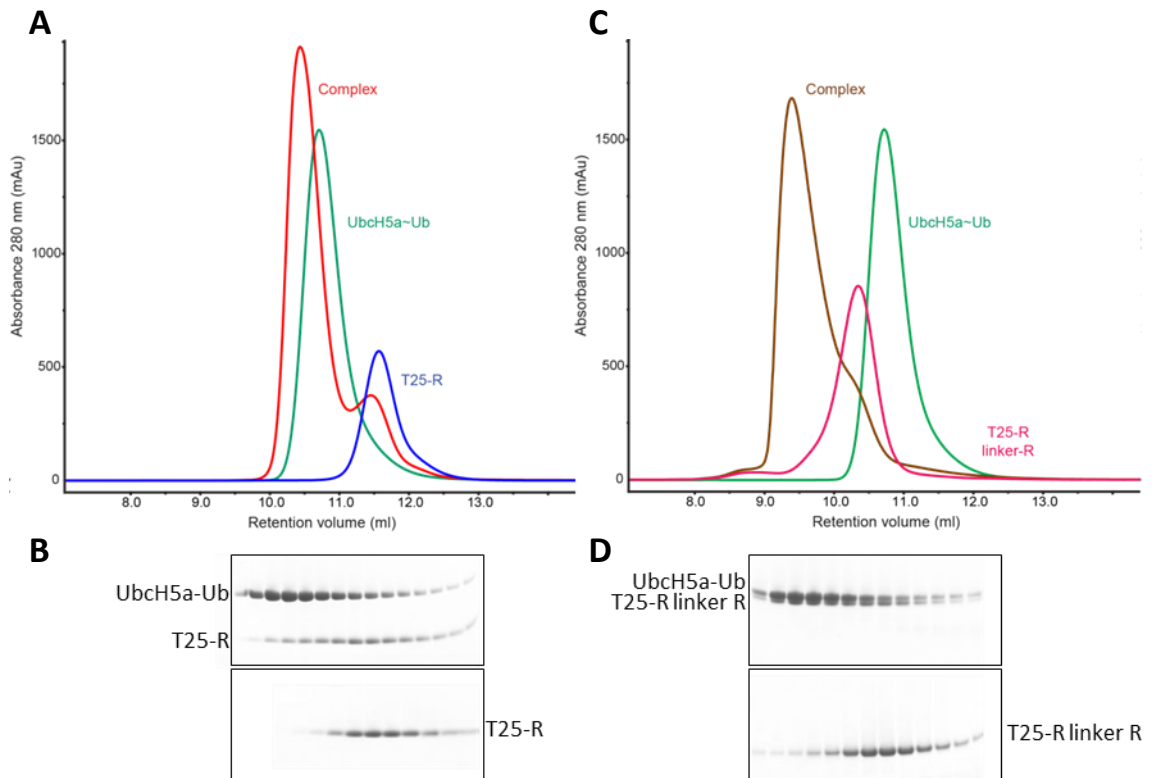 A
Absorbance 280 nm (mAu)
1500
1000
500
0
Complex
UbcH5a~Ub
T25-R
8.0 9.0 10.0 11.0 12.0 13.0
Retention volume (ml)
C
Absorbance 280 nm (mAu)
1500
1000
500
0
Complex
UbcH5a~Ub
T25-R
linker-R
8.0 9.0 10.0 11.0 12.0 13.0
Retention volume (ml)
B
UbcH5a-Ub
T25-R
T25-R
D
UbcH5a-Ub
T25-R linker R
T25-R linker R